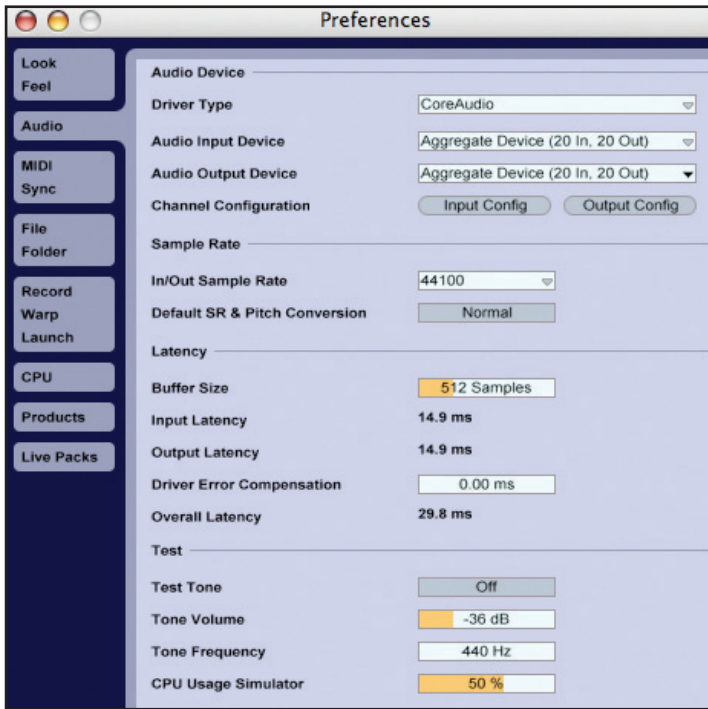 Preferences
Look
Feel
Audio
MIDI
Sync
File
Folder
Record
Warp
Launch
CPU
Products
Live Packs
Audio Device
Driver Type CoreAudio
Audio Input Device Aggregate Device (20 In, 20 Out)
Audio Output Device Aggregate Device (20 In, 20 Out)
Channel Configuration Input Config Output Config
Sample Rate
In/Out Sample Rate 44100
Default SR & Pitch Conversion Normal
Latency
Buffer Size 512 Samples
Input Latency 14.9 ms
Output Latency 14.9 ms
Driver Error Compensation 0.00 ms
Overall Latency 29.8 ms
Test
Test Tone Off
Tone Volume -36 dB
Tone Frequency 440 Hz
CPU Usage Simulator 50 %